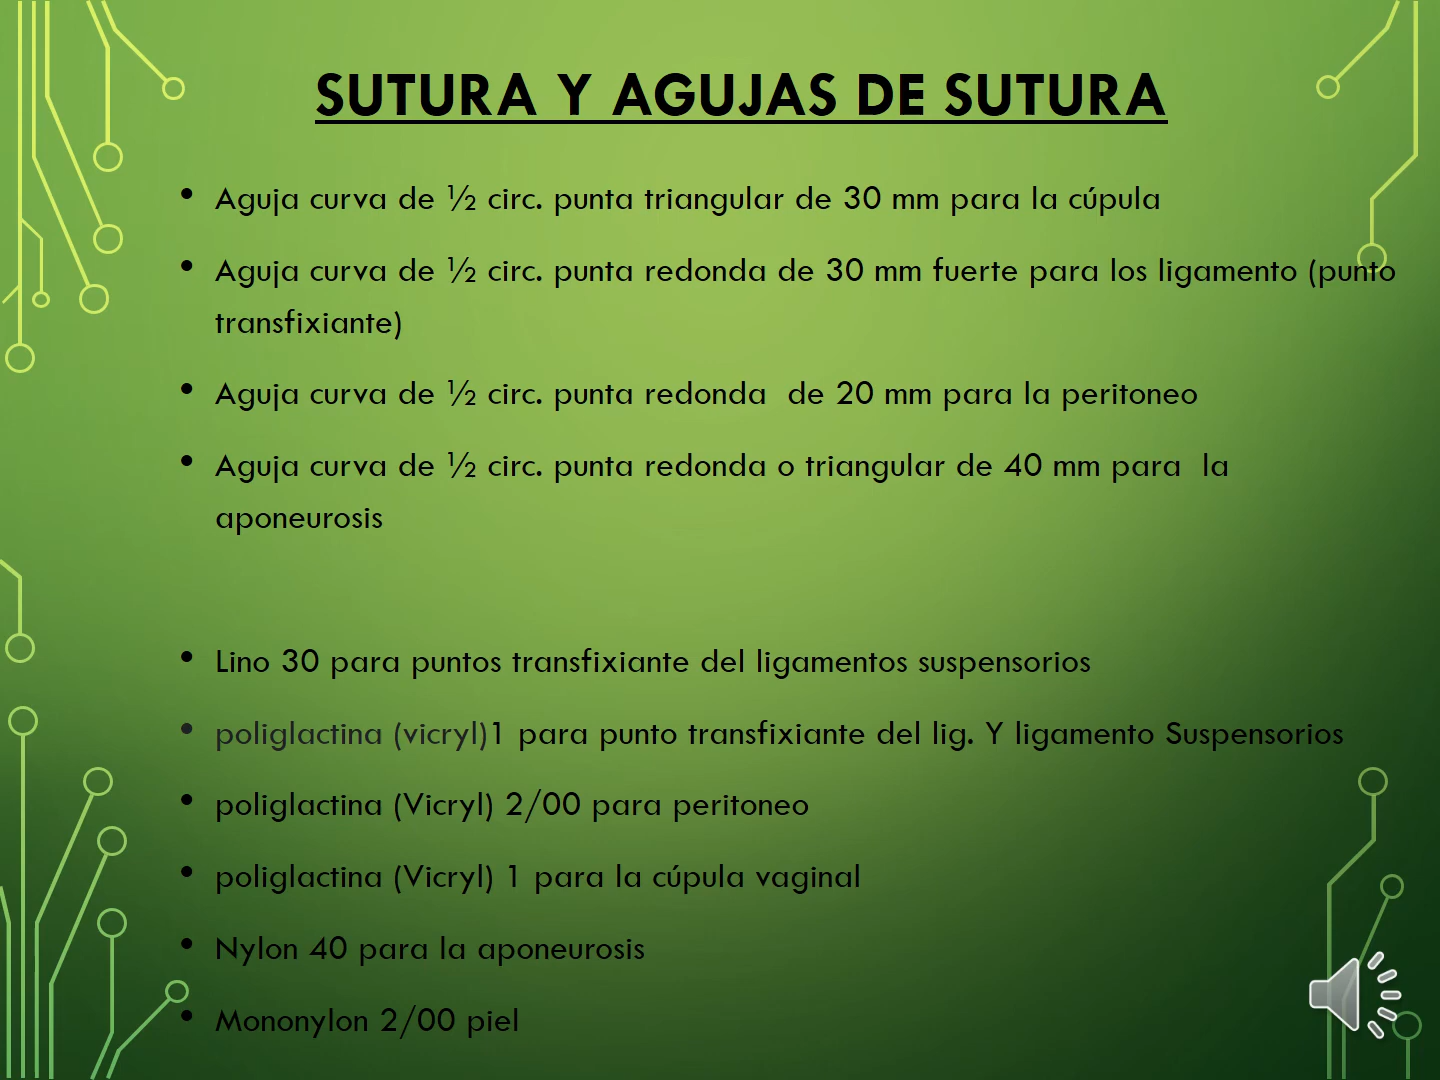 SUTURA Y AGUJAS DE SUTURA
• Aguja curva de ½ circ. punta triangular de 30 mm para la cúpula
• Aguja curva de ½ circ. punta redonda de 30 mm fuerte para los ligamento (punto
transfixiante)
• Aguja curva de ½ circ. punta redonda  de 20 mm para la peritoneo
• Aguja curva de ½ circ. punta redonda o triangular de 40 mm para  la
aponeurosis
• Lino 30 para puntos transfixiante del ligamentos suspensorios
• poliglactina (vicryl)1 para punto transfixiante del lig. Y ligamento Suspensorios
• poliglactina (Vicryl) 2/00 para peritoneo
• poliglactina (Vicryl) 1 para la cúpula vaginal
• Nylon 40 para la aponeurosis
• Mononylon 2/00 piel